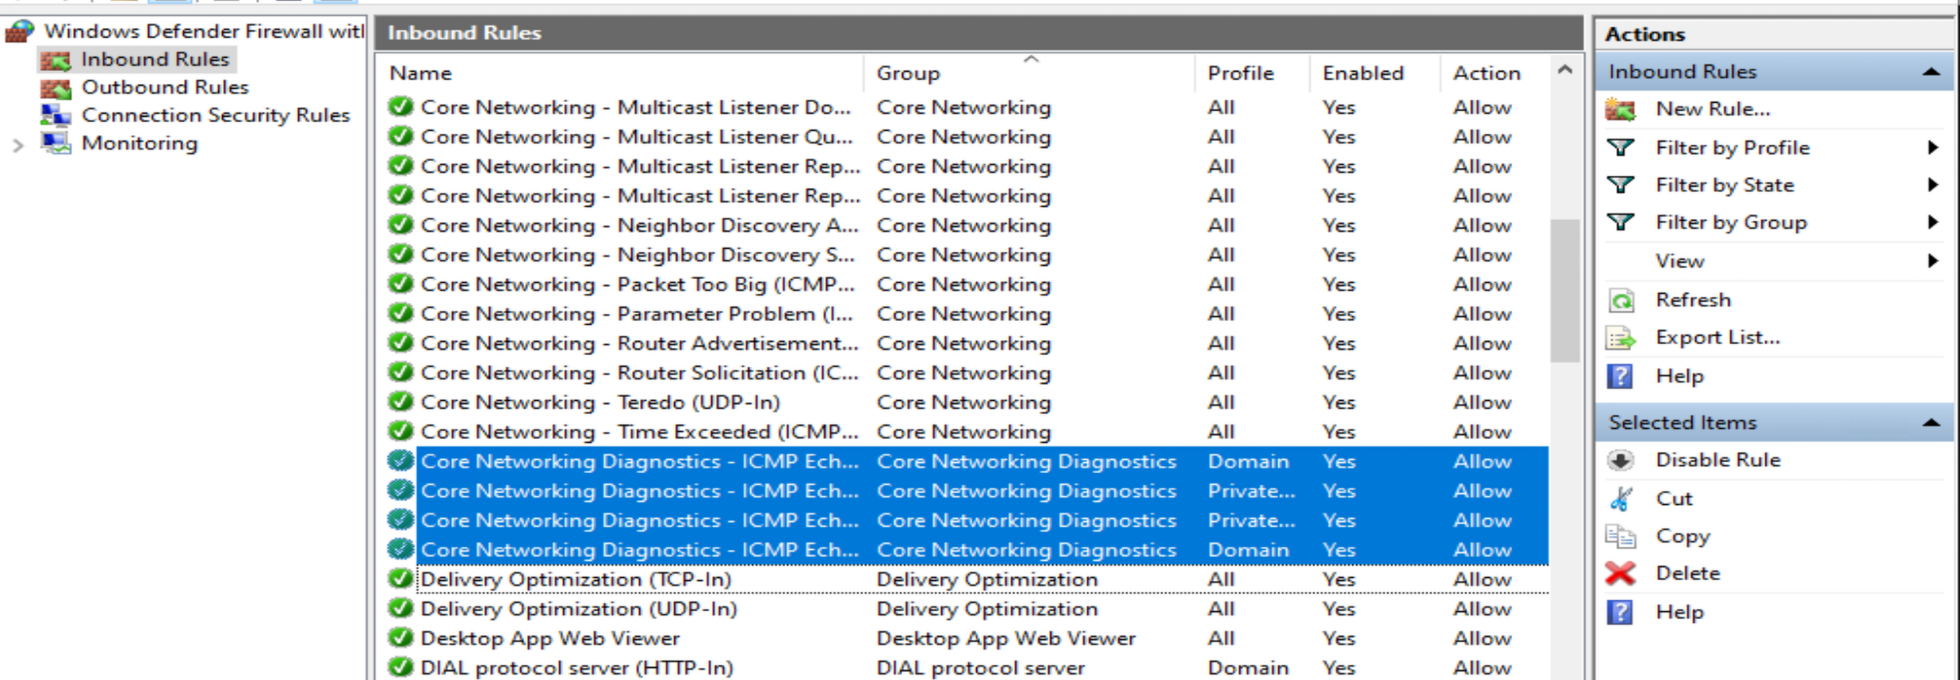 Windows Defender Firewall witl
Inbound Rules
Outbound Rules
Connection Security Rules
Monitoring
Inbound Rules
Name Group Profile Enabled Action
Core Networking - Multicast Listener Do... Core Networking All Yes Allow
Core Networking - Multicast Listener Qu... Core Networking All Yes Allow
Core Networking - Multicast Listener Rep... Core Networking All Yes Allow
Core Networking - Multicast Listener Rep... Core Networking All Yes Allow
Core Networking - Neighbor Discovery A... Core Networking All Yes Allow
Core Networking - Neighbor Discovery S... Core Networking All Yes Allow
Core Networking - Packet Too Big (ICMP... Core Networking All Yes Allow
Core Networking - Parameter Problem (I... Core Networking All Yes Allow
Core Networking - Router Advertisement... Core Networking All Yes Allow
Core Networking - Router Solicitation (IC... Core Networking All Yes Allow
Core Networking - Teredo (UDP-In) Core Networking All Yes Allow
Core Networking - Time Exceeded (ICMP... Core Networking All Yes Allow
Core Networking Diagnostics - ICMP Ech... Core Networking Diagnostics Domain Yes Allow
Core Networking Diagnostics - ICMP Ech... Core Networking Diagnostics Private... Yes Allow
Core Networking Diagnostics - ICMP Ech... Core Networking Diagnostics Private... Yes Allow
Core Networking Diagnostics - ICMP Ech... Core Networking Diagnostics Domain Yes Allow
Delivery Optimization (TCP-In) Delivery Optimization All Yes Allow
Delivery Optimization (UDP-In) Delivery Optimization All Yes Allow
Desktop App Web Viewer Desktop App Web Viewer All Yes Allow
DIAL protocol server (HTTP-In) DIAL protocol server Domain Yes Allow
Actions
Inbound Rules
New Rule...
Filter by Profile
Filter by State
Filter by Group
View
Refresh
Export List...
Help
Selected Items
Disable Rule
Cut
Copy
Delete
Help